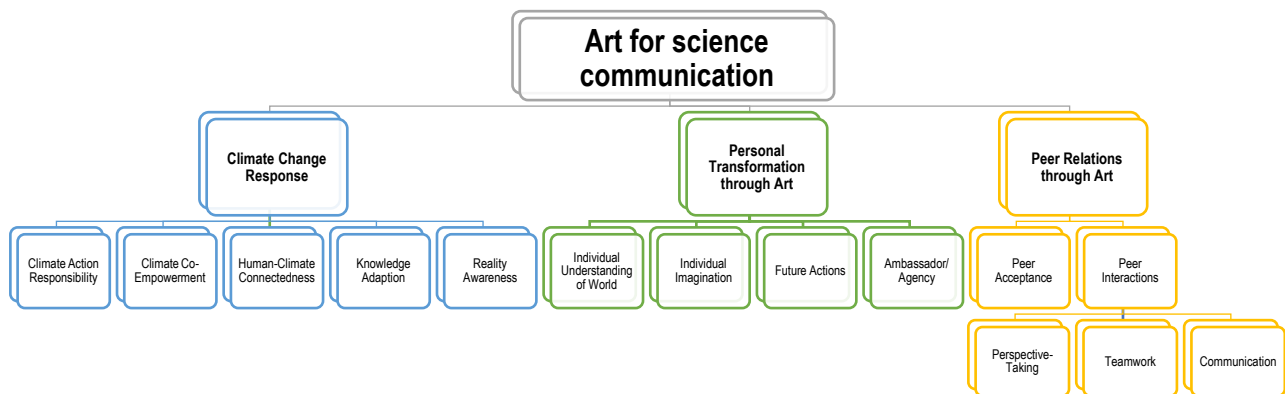 Art for science
communication
Climate Change
Response
Personal
Transformation
through Art
Peer Relations
through Art
Climate Action
Responsibility
Climate Co-
Empowerment
Human-Climate
Connectedness
Knowledge
Adaption
Reality
Awareness
Individual
Understanding
of World
Individual
Imagination
Future Actions
Ambassador/
Agency
Peer
Acceptance
Peer
Interactions
Perspective-
Taking
Teamwork
Communication